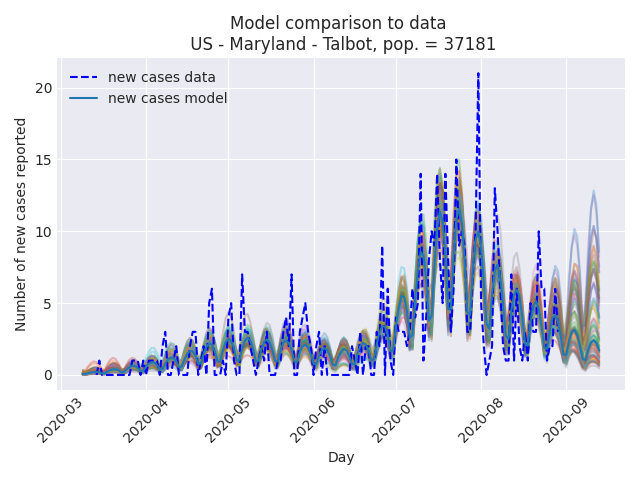 Model comparison to data
US - Maryland - Talbot, pop. = 37181
new cases data
new cases model
Number of new cases reported
20
15
10
5
0
2020-03
2020-04
2020-05
2020-06
2020-07
2020-08
2020-09
Day